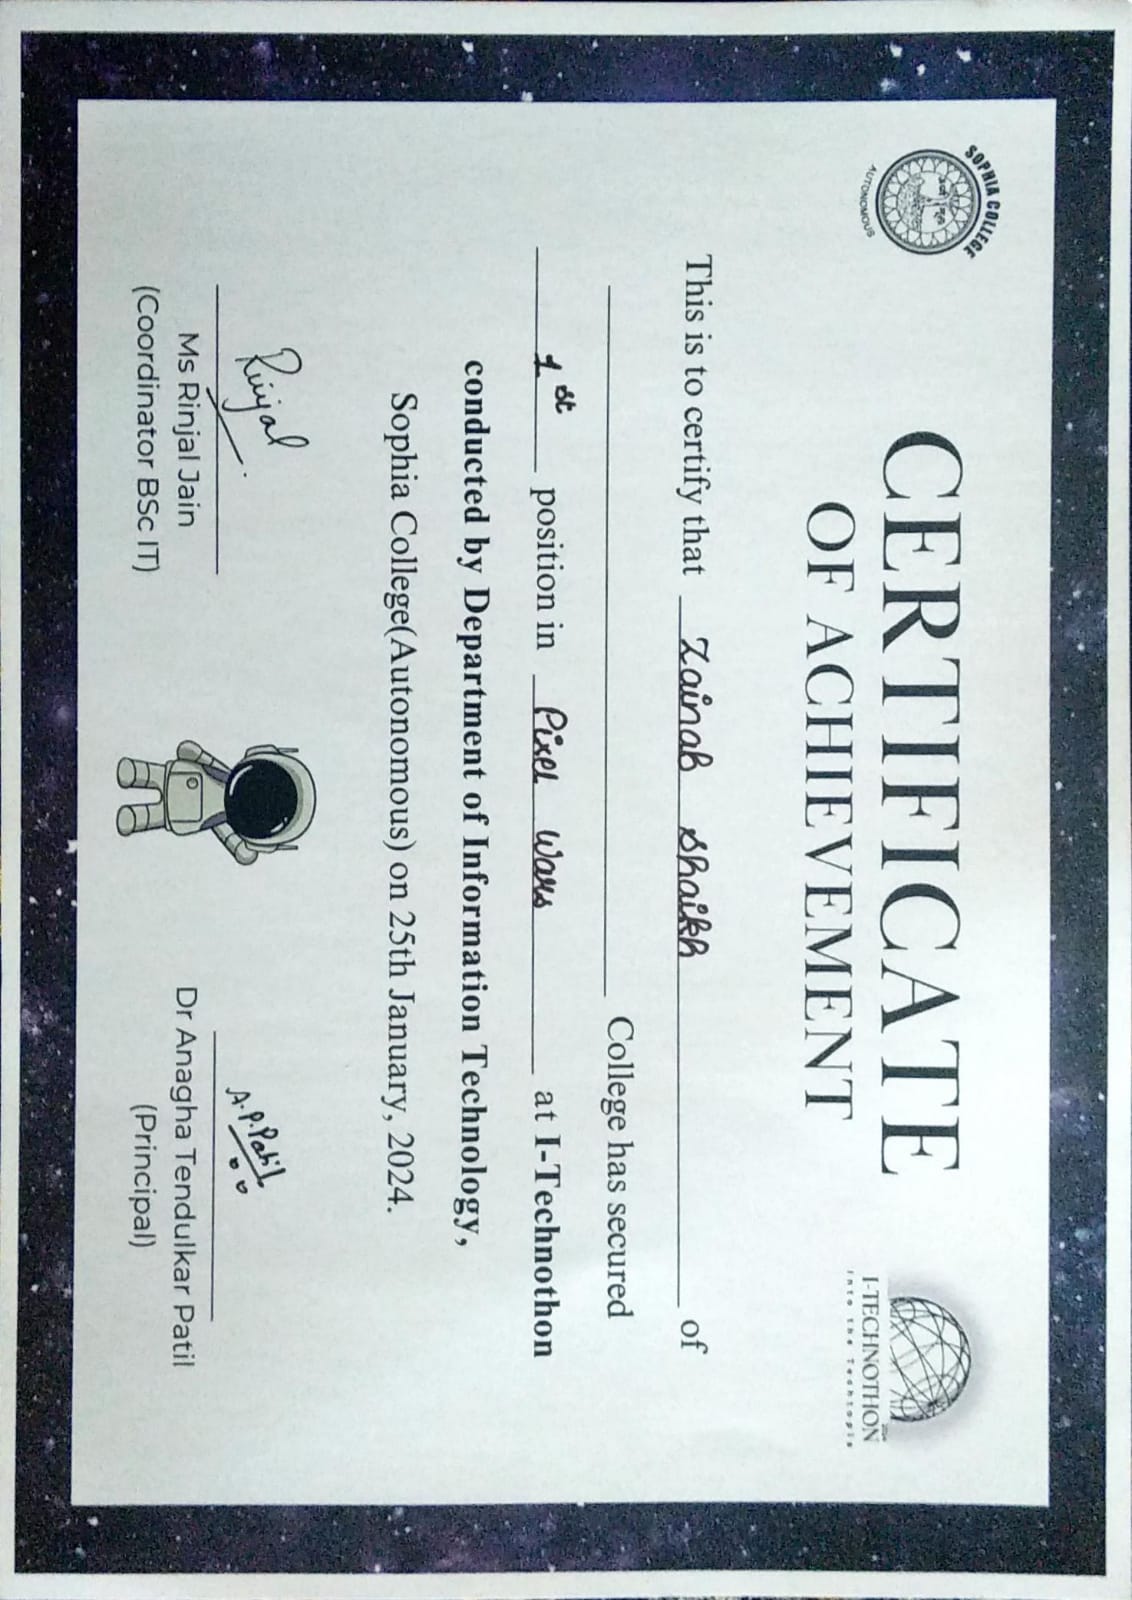 SOPHIA COLLEGE
AUTONOMOUS
CERTIFICATE
OF ACHIEVEMENT
2024
I-TECHNOTHON
Into the Techtopia
This is to certify that Zainab Shaikh of
College has secured
1st position in Pixel Wars at I-Technothon
conducted by Department of Information Technology,
Sophia College(Autonomous) on 25th January, 2024.
Rinjal
A.P.Patil
Ms Rinjal Jain
(Coordinator BSc IT)
Dr Anagha Tendulkar Patil
(Principal)